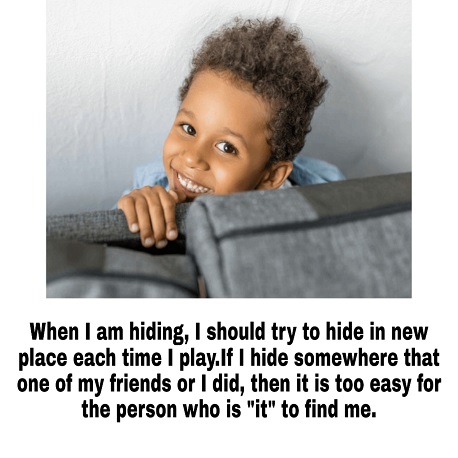 When I am hiding, I should try to hide in new
place each time I play.If I hide somewhere that
one of my friends or I did, then it is too easy for
the person who is "it" to find me.